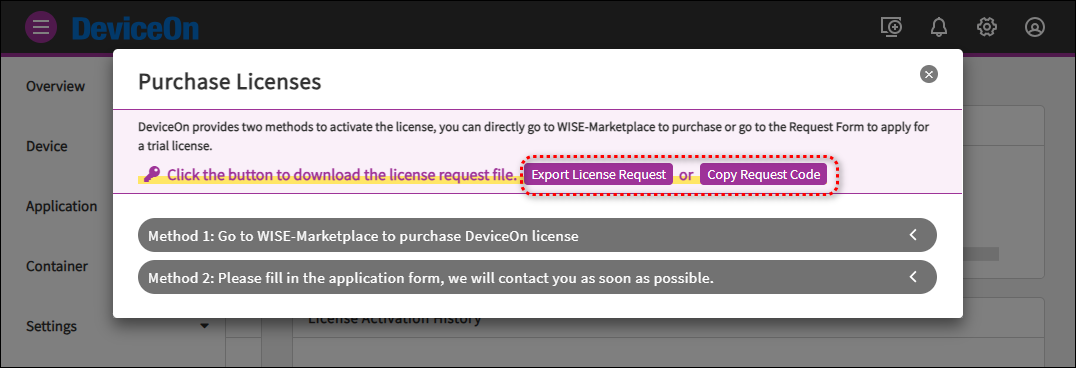 DeviceOn
Overview
Device
Application
Container
Settings
Purchase Licenses
DeviceOn provides two methods to activate the license, you can directly go to WISE-Marketplace to purchase or go to the Request Form to apply for
a trial license.
Click the button to download the license request file. Export License Request or Copy Request Code
Method 1: Go to WISE-Marketplace to purchase DeviceOn license
Method 2: Please fill in the application form, we will contact you as soon as possible.
License Activation History